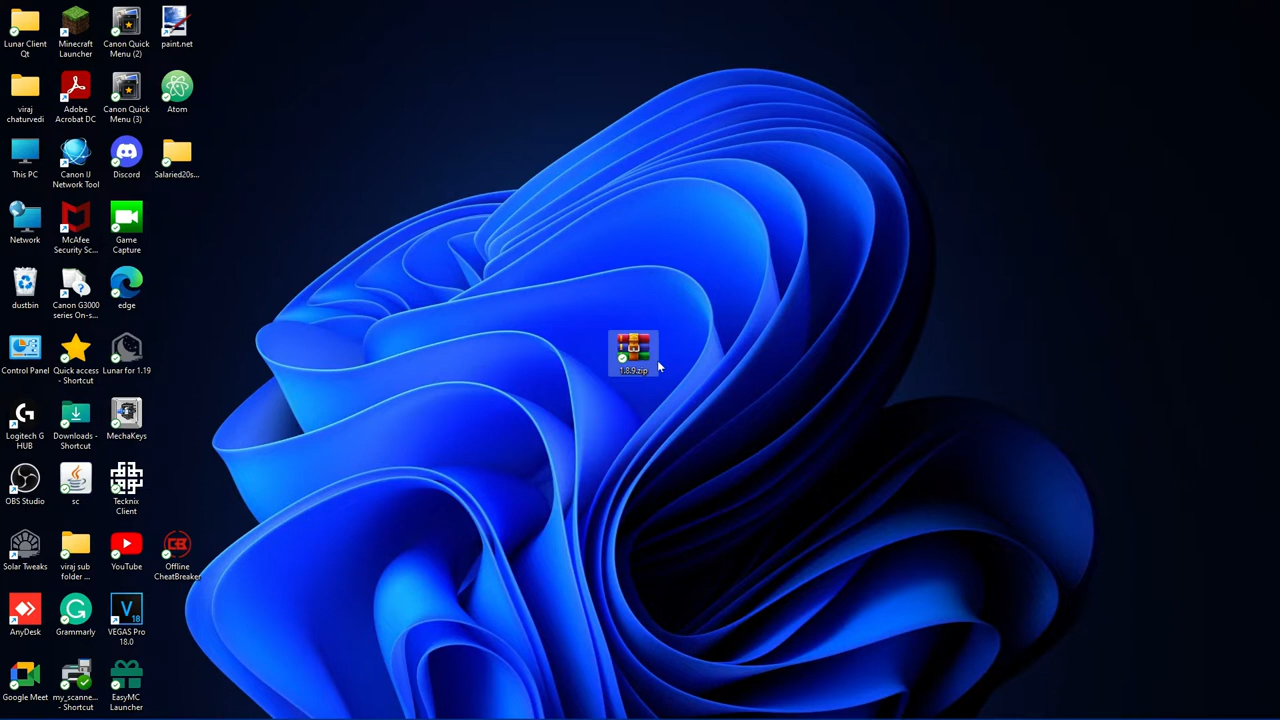 Lunar Client
Qt
Minecraft
Launcher
Canon Quick
Menu (2)
paint.net
viraj
chaturvedi
Adobe
Acrobat DC
Canon Quick
Menu (3)
Atom
This PC
Canon IJ
Network Tool
Discord
Salaried20s...
Network
McAfee
Security Sc...
Game
Capture
dustbin
Canon G3000
series On-s...
edge
Control Panel
Quick access
- Shortcut
Lunar for 1.19
1.8.9.zip
Logitech G
HUB
Downloads -
Shortcut
MechaKeys
OBS Studio
sc
Tecknix
Client
Solar Tweaks
viraj sub
folder ...
YouTube
CB
Offline
CheatBreaker
AnyDesk
Grammarly
V
18
VEGAS Pro
18.0
Google Meet
my_scanne...
- Shortcut
EasyMC
Launcher